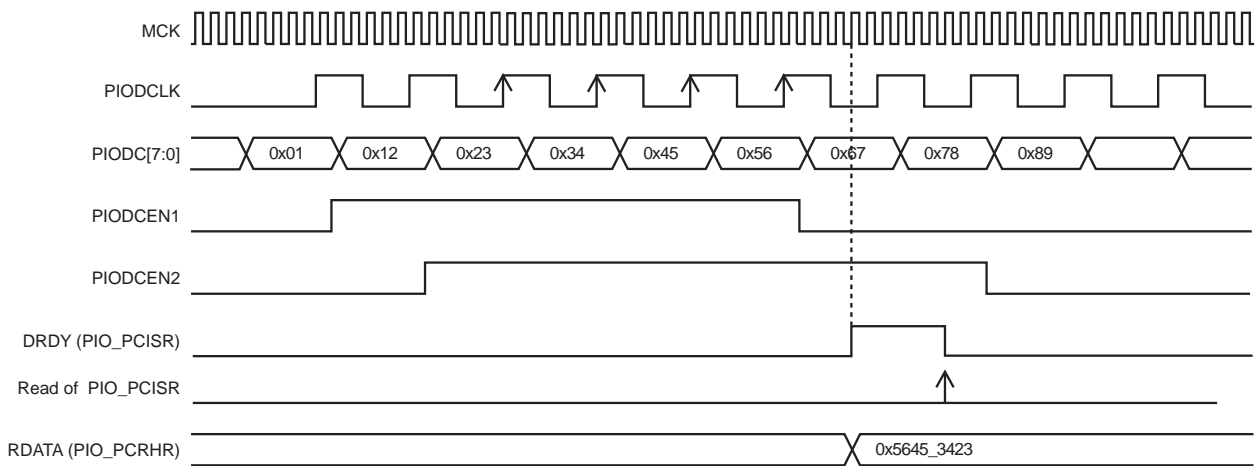 MCK
PIODCLK
PIODC[7:0] 0x01 0x12 0x23 0x34 0x45 0x56 0x67 0x78 0x89
PIODCEN1
PIODCEN2
DRDY (PIO_PCISR)
Read of PIO_PCISR
RDATA (PIO_PCRHR) 0x5645_3423